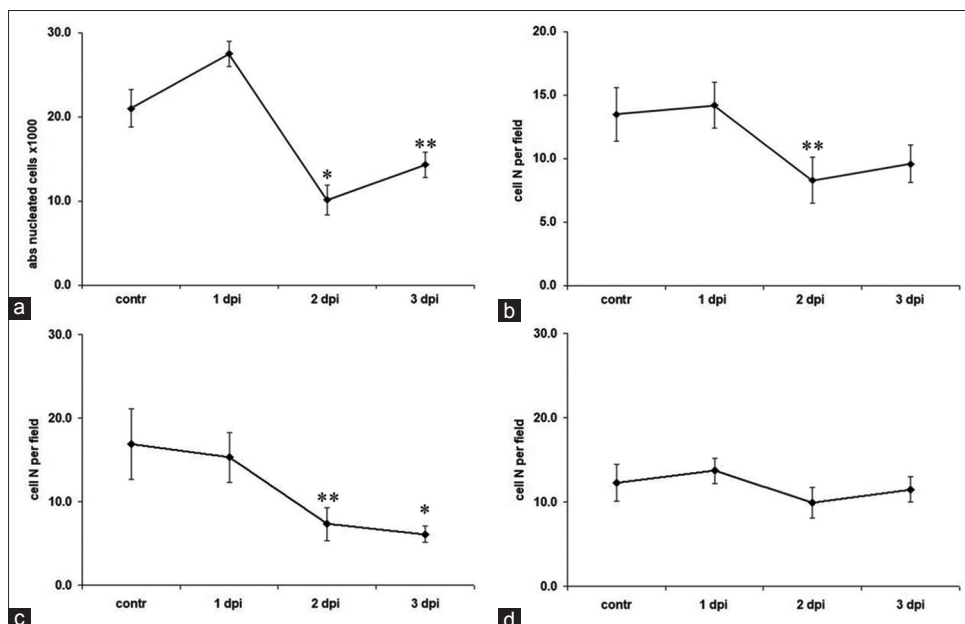 30.0
20.0
10.0
0.0
abs nucleated cells x1000
*
**
contr 1 dpi 2 dpi 3 dpi
a
20.0
15.0
10.0
5.0
0.0
cell N per field
**
contr 1 dpi 2 dpi 3 dpi
b
30.0
20.0
10.0
0.0
cell N per field
**
*
contr 1 dpi 2 dpi 3 dpi
c
30.0
20.0
10.0
0.0
cell N per field
contr 1 dpi 2 dpi 3 dpi
d